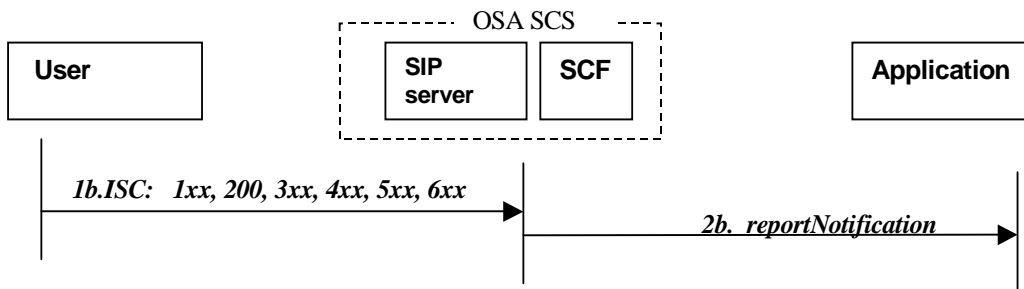 OSA SCS
User
SIP
server
SCF
Application
1b.ISC: 1xx, 200, 3xx, 4xx, 5xx, 6xx
2b. reportNotification